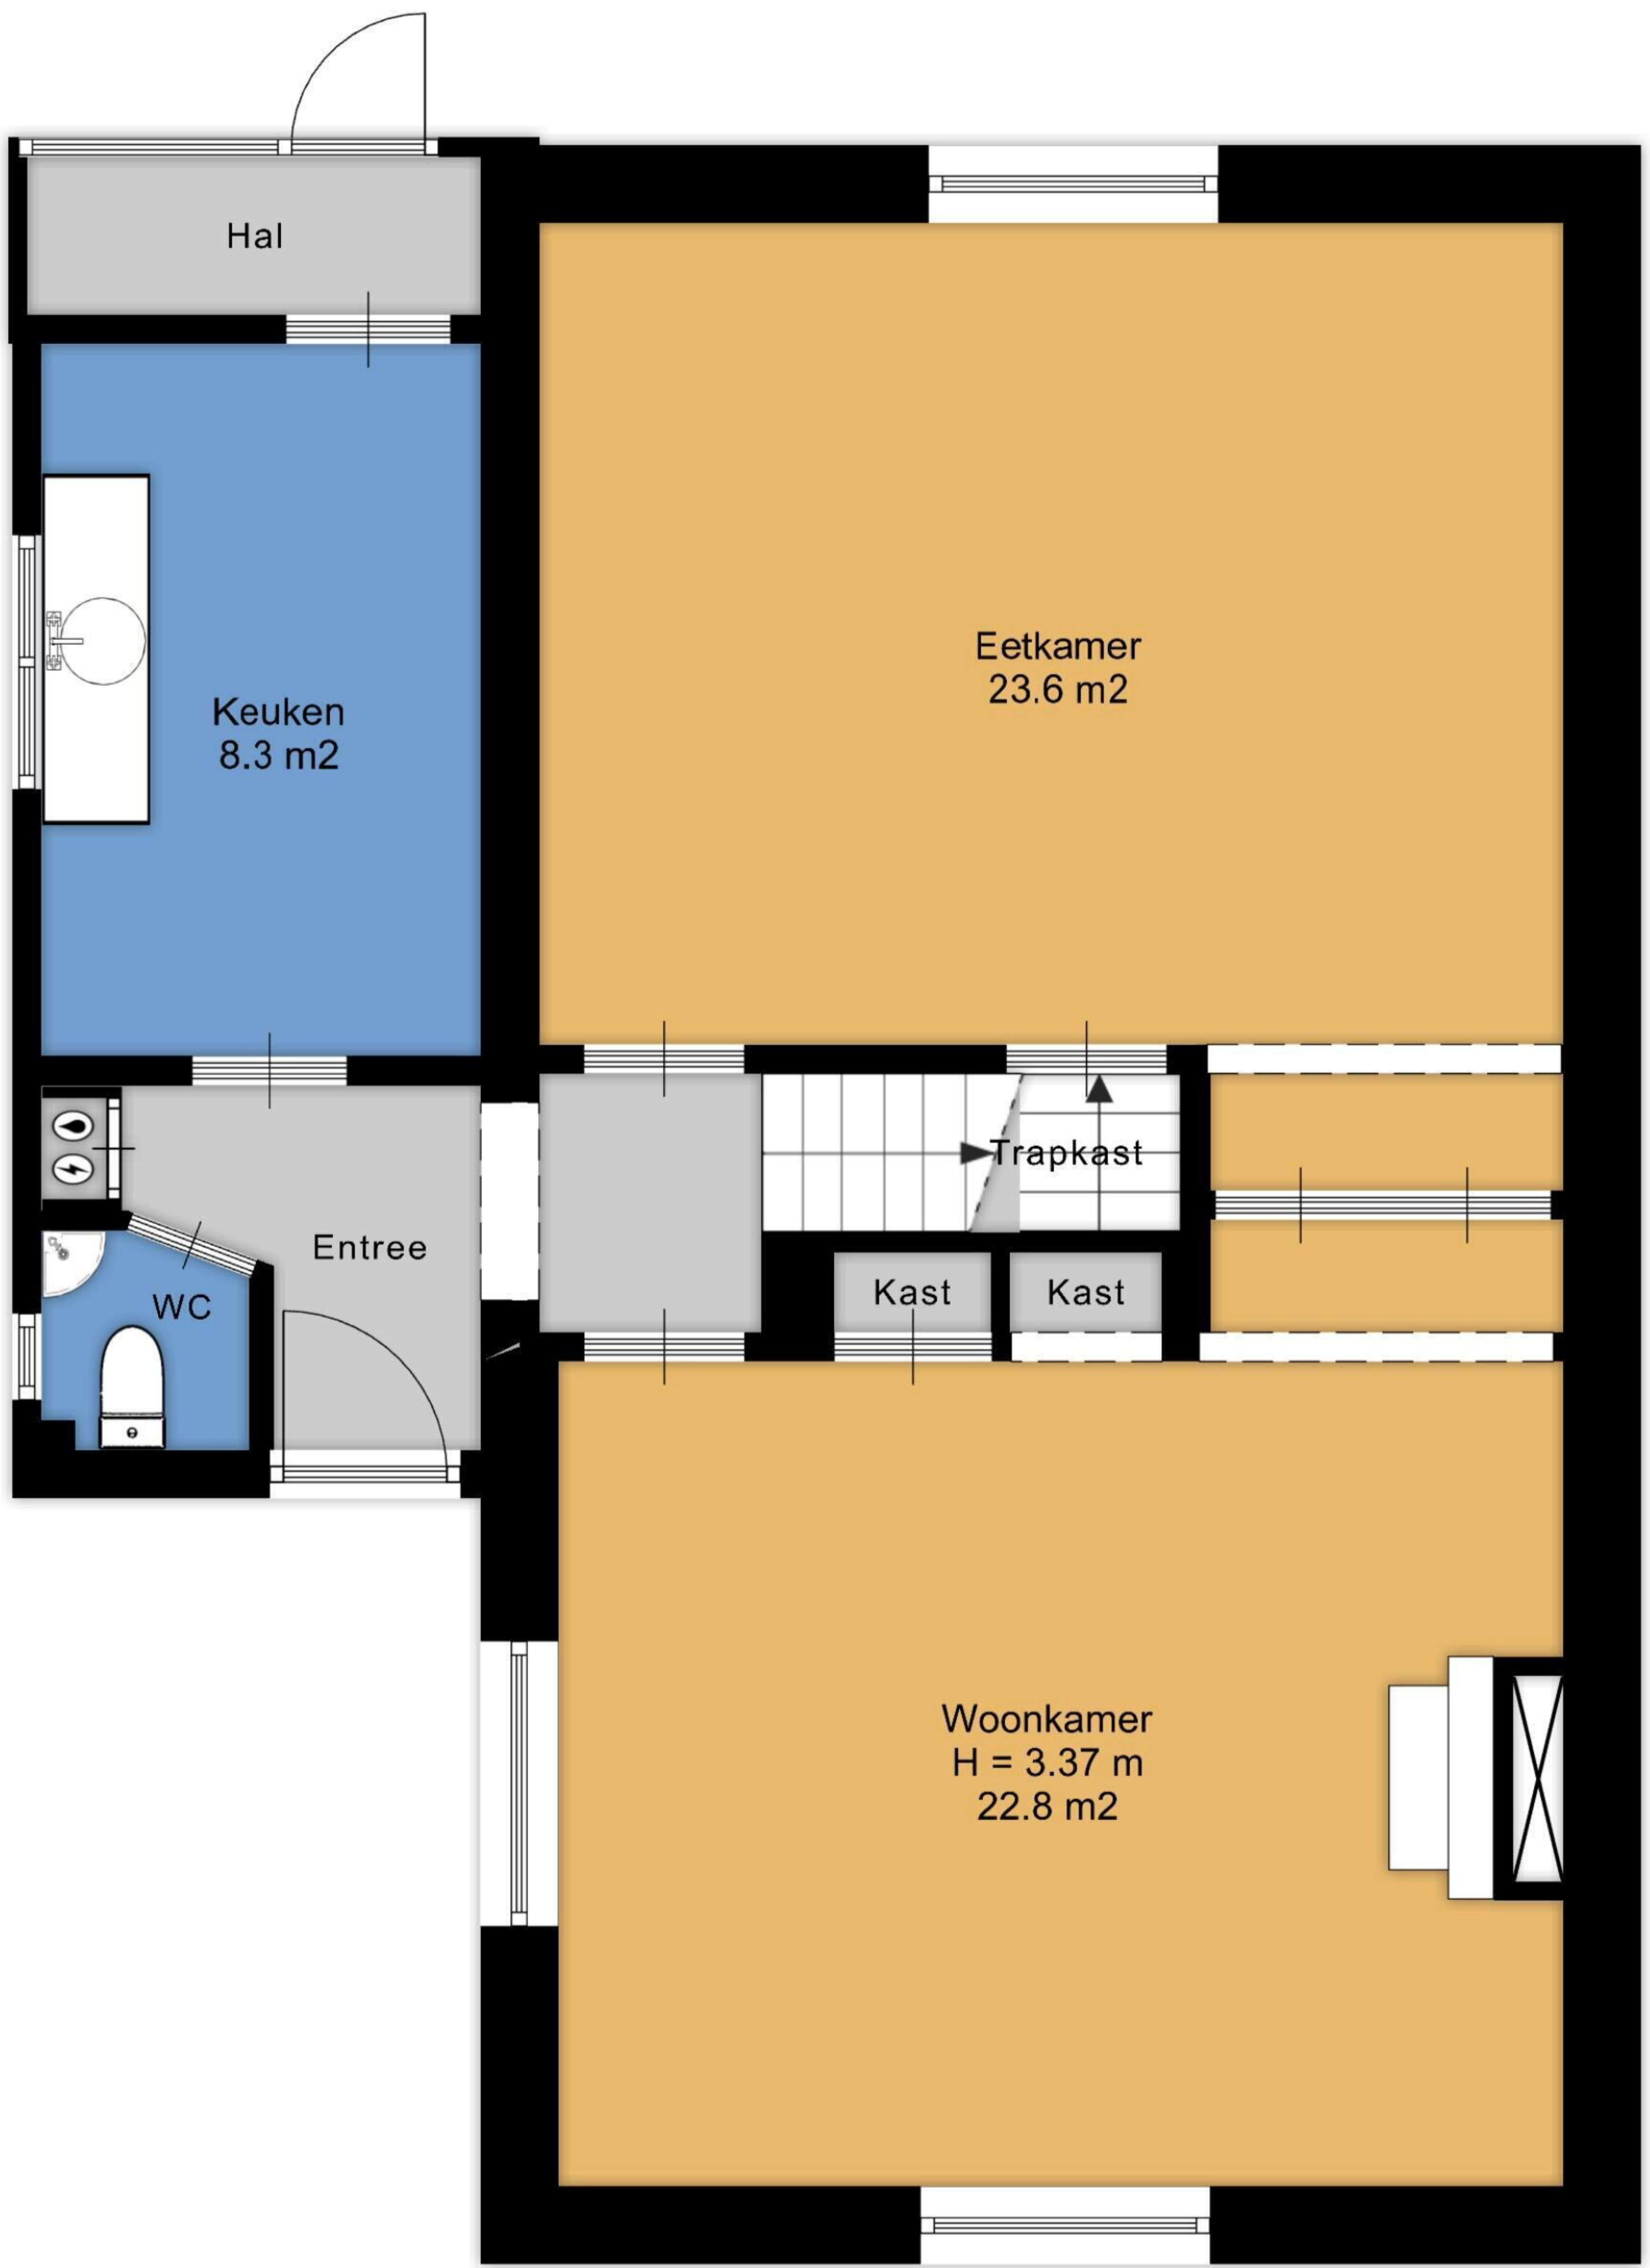 Hal
Eetkamer
23.6 m2
Keuken
8.3 m2
Trapkast
Entree
Kast
Kast
WC
Woonkamer
H = 3.37 m
22.8 m2